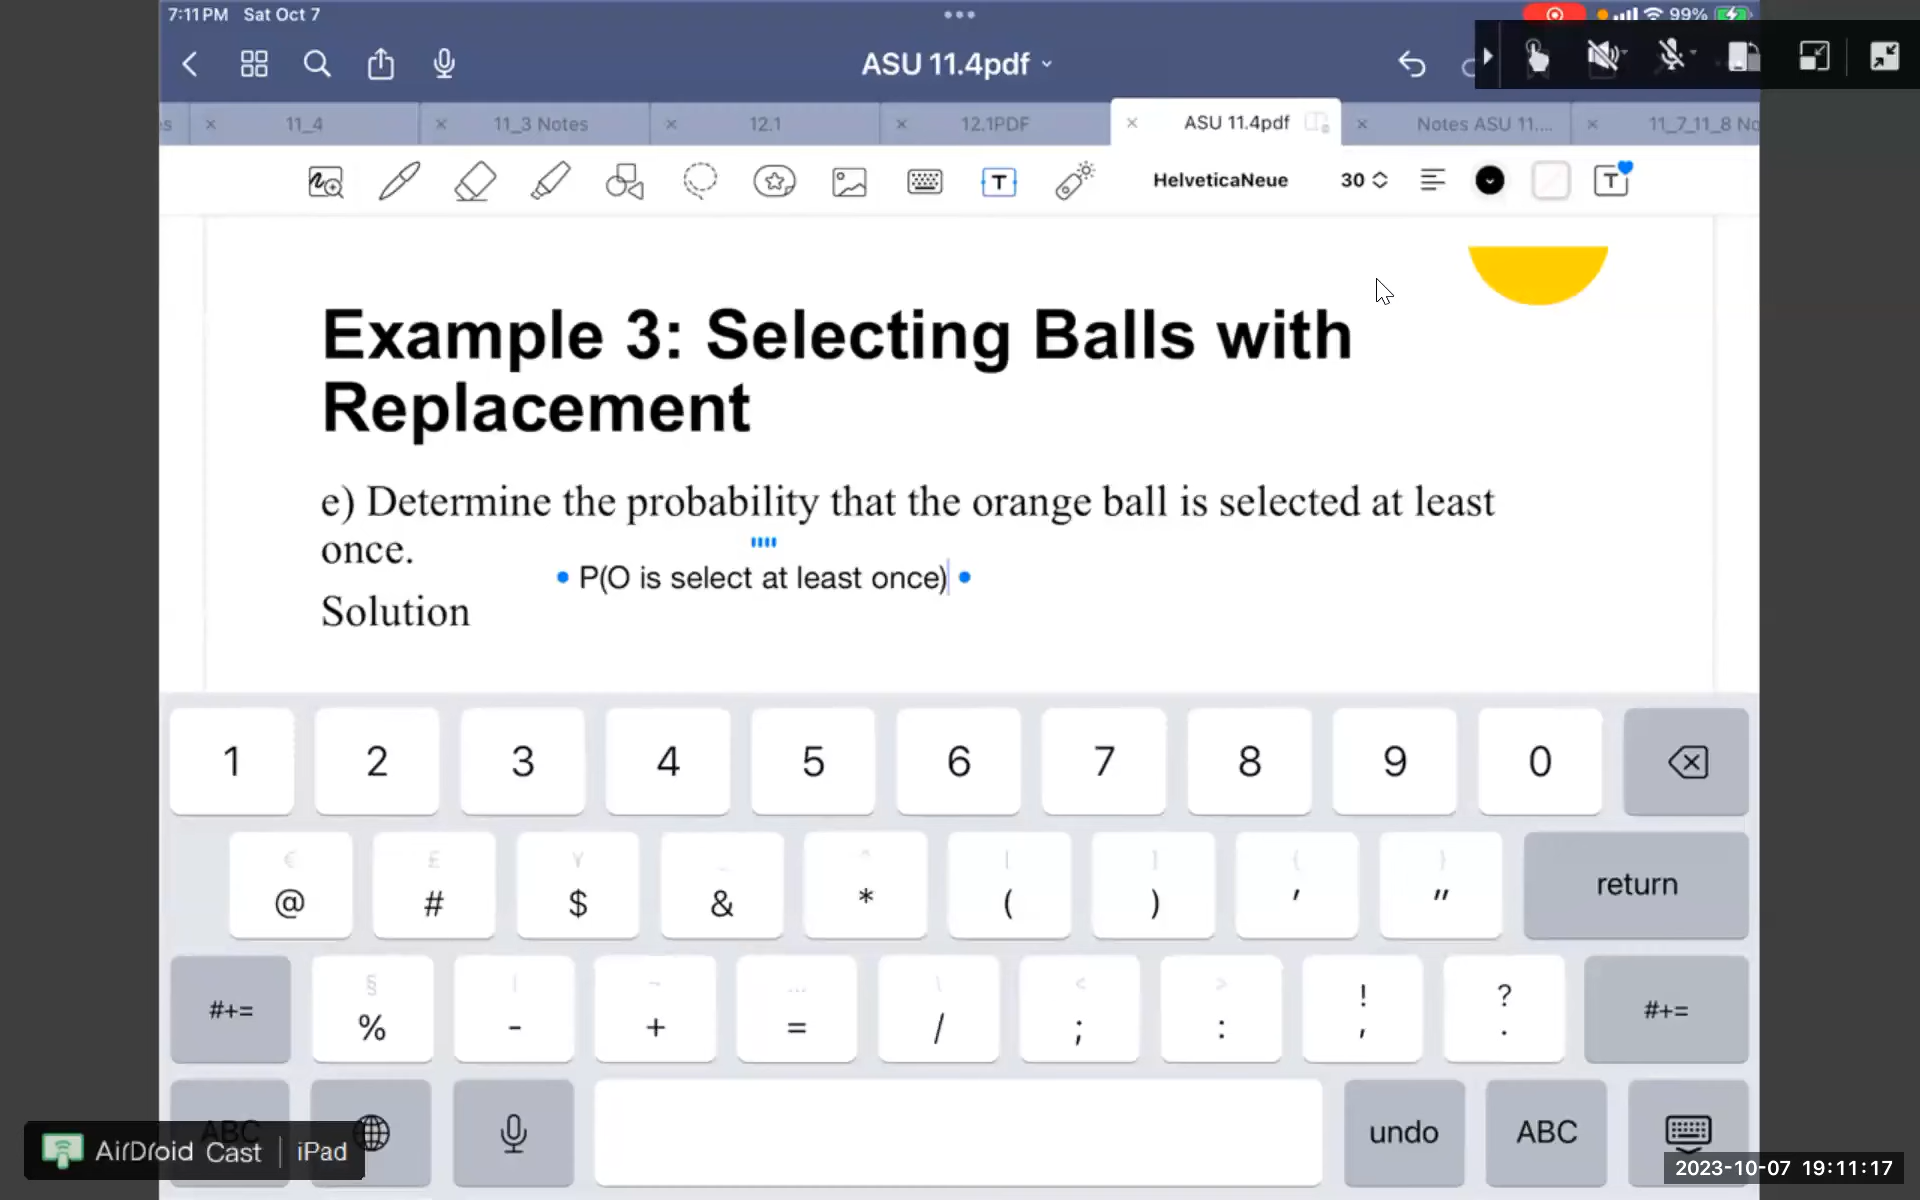 7:11 PM Sat Oct 7
99%
ASU 11.4pdf
11_4
11_3 Notes
12.1
12.1PDF
ASU 11.4pdf
Notes ASU 11....
11_7_11_8 No
HelveticaNeue
30
Example 3: Selecting Balls with
Replacement
e) Determine the probability that the orange ball is selected at least
once.
P(O is select at least once)
Solution
1 2 3 4 5 6 7 8 9 0
€ £ ¥ _ ^ [ ] { }
@ # $ & * ( ) ' "
return
§ | ~ ... \ < > ! ?
#+= % - + = / ; : , . #+=
ABC
undo
ABC
AirDroid Cast | iPad
2023-10-07 19:11:17